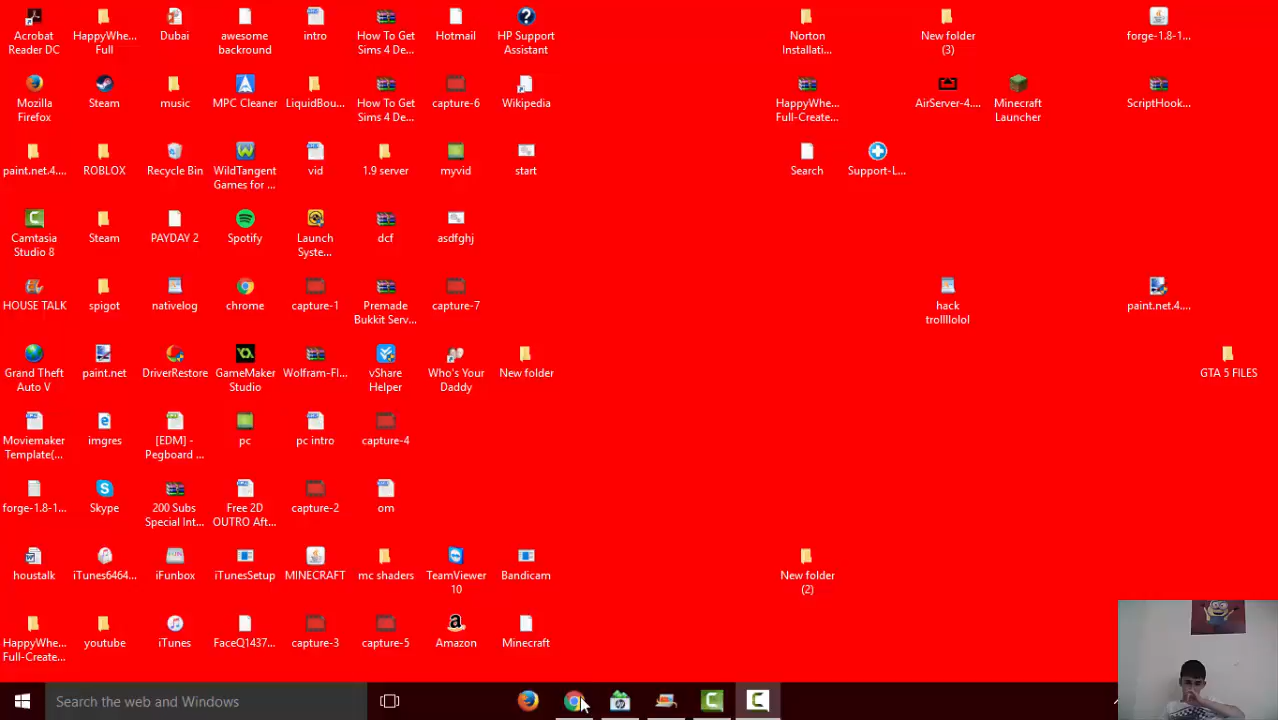 Acrobat Reader DC
HappyWhe... Full
Dubai
awesome backround
intro
How To Get Sims 4 De...
Hotmail
HP Support Assistant
Norton Installati...
New folder (3)
forge-1.8-1...
Mozilla Firefox
Steam
music
MPC Cleaner
LiquidBou...
How To Get Sims 4 De...
capture-6
Wikipedia
HappyWhe... Full-Create...
AirServer-4....
Minecraft Launcher
ScriptHook...
paint.net.4....
ROBLOX
Recycle Bin
WildTangent Games for ...
vid
1.9 server
myvid
start
Search
Support-L...
Camtasia Studio 8
Steam
PAYDAY 2
Spotify
Launch Syste...
dcf
asdfghj
HOUSE TALK
spigot
nativelog
chrome
capture-1
Premade Bukkit Serv...
capture-7
hack trollllolol
paint.net.4....
Grand Theft Auto V
paint.net
DriverRestore
GameMaker Studio
Wolfram-Fl...
vShare Helper
Who's Your Daddy
New folder
GTA 5 FILES
Moviemaker Template(...
imgres
[EDM] - Pegboard ...
pc
pc intro
capture-4
forge-1.8-1...
Skype
200 Subs Special Int...
Free 2D OUTRO Aft...
capture-2
om
houstalk
iTunes6464...
iFunbox
iTunesSetup
MINECRAFT
mc shaders
TeamViewer 10
Bandicam
New folder (2)
HappyWhe... Full-Create...
youtube
iTunes
FaceQ1437...
capture-3
capture-5
Amazon
Minecraft
Search the web and Windows